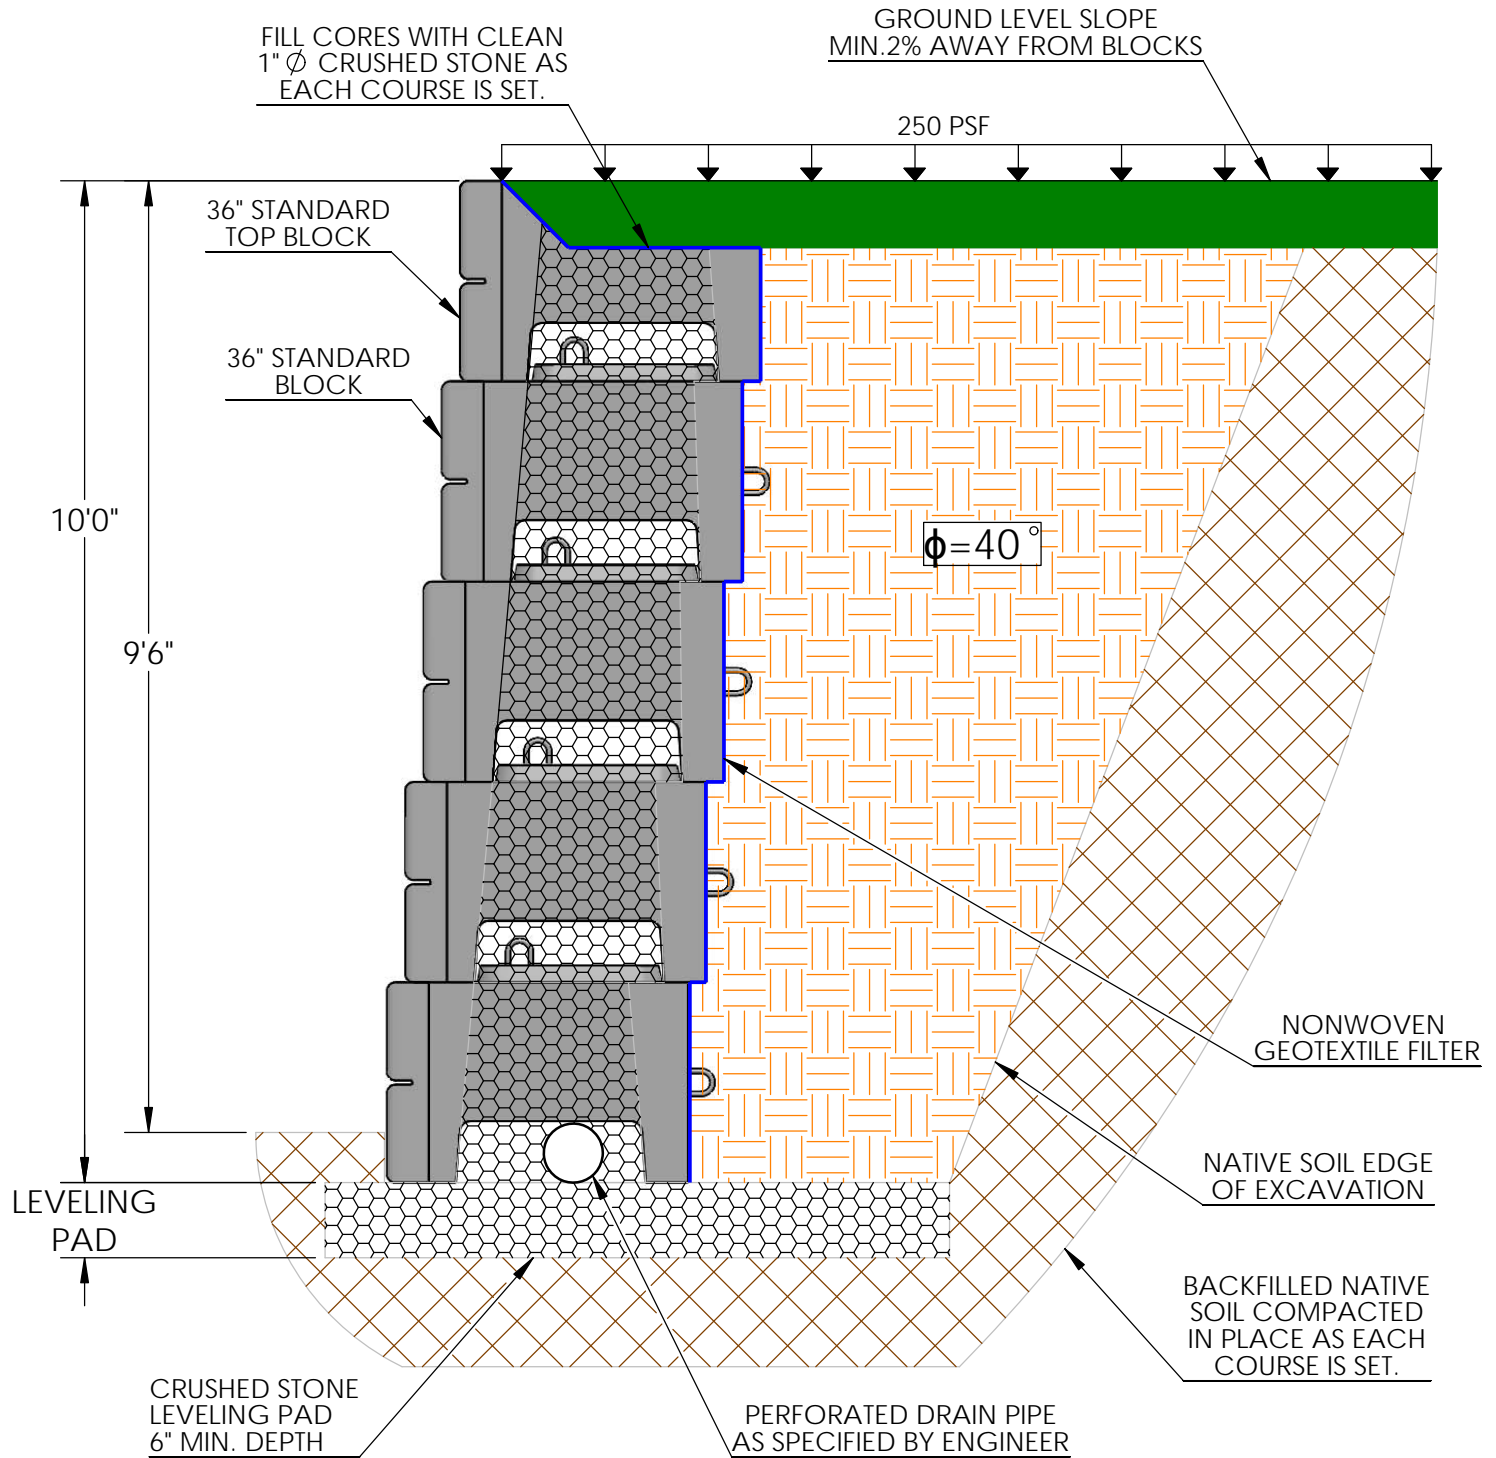 GROUND LEVEL SLOPE
MIN.2% AWAY FROM BLOCKS
FILL CORES WITH CLEAN
1" Ø CRUSHED STONE AS
EACH COURSE IS SET.
250 PSF
36" STANDARD
TOP BLOCK
36" STANDARD
BLOCK
10'0"
9'6"
ϕ=40°
NONWOVEN
GEOTEXTILE FILTER
NATIVE SOIL EDGE
OF EXCAVATION
LEVELING
PAD
BACKFILLED NATIVE
SOIL COMPACTED
IN PLACE AS EACH
COURSE IS SET.
CRUSHED STONE
LEVELING PAD
6" MIN. DEPTH
PERFORATED DRAIN PIPE
AS SPECIFIED BY ENGINEER